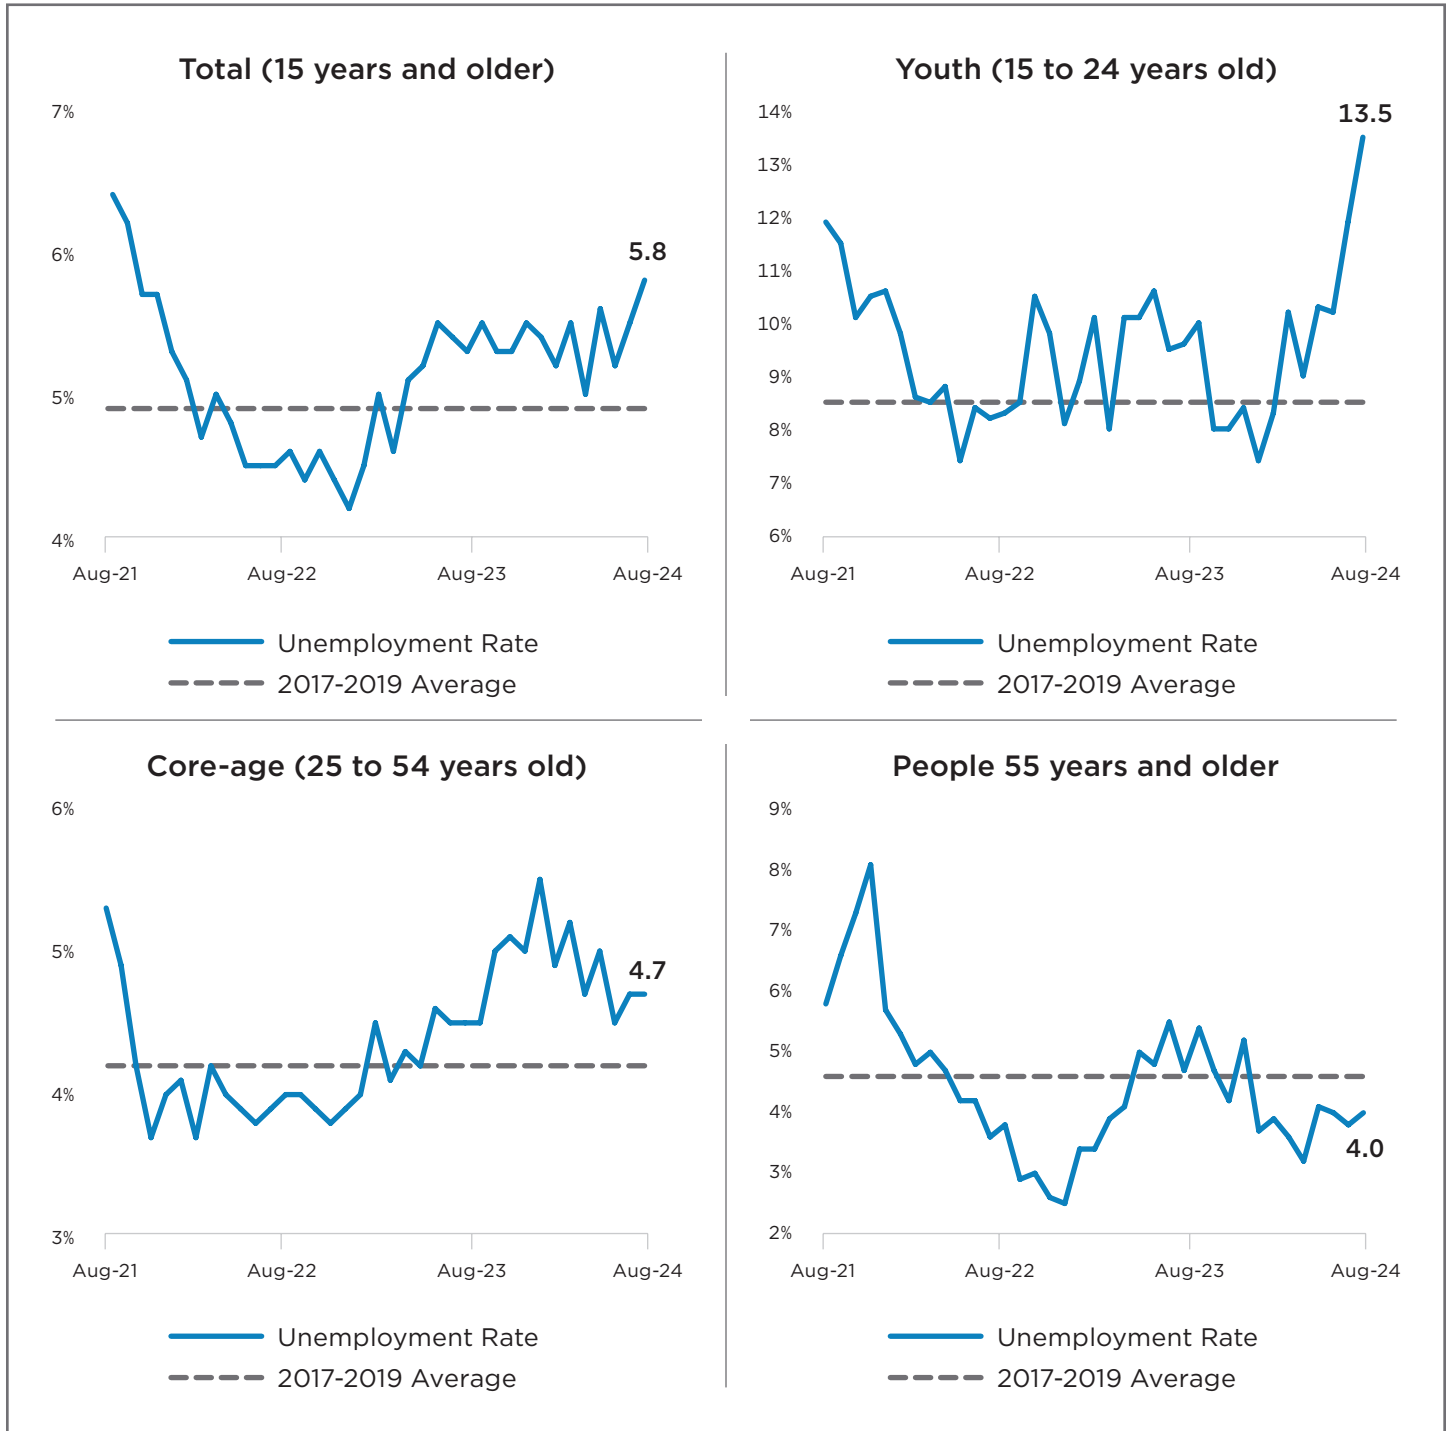 Total (15 years and older)
7%
6%
5%
4%
5.8
Aug-21 Aug-22 Aug-23 Aug-24
Unemployment Rate
2017-2019 Average
Youth (15 to 24 years old)
14%
13%
12%
11%
10%
9%
8%
7%
6%
13.5
Aug-21 Aug-22 Aug-23 Aug-24
Unemployment Rate
2017-2019 Average
Core-age (25 to 54 years old)
6%
5%
4%
3%
4.7
Aug-21 Aug-22 Aug-23 Aug-24
Unemployment Rate
2017-2019 Average
People 55 years and older
9%
8%
7%
6%
5%
4%
3%
2%
4.0
Aug-21 Aug-22 Aug-23 Aug-24
Unemployment Rate
2017-2019 Average